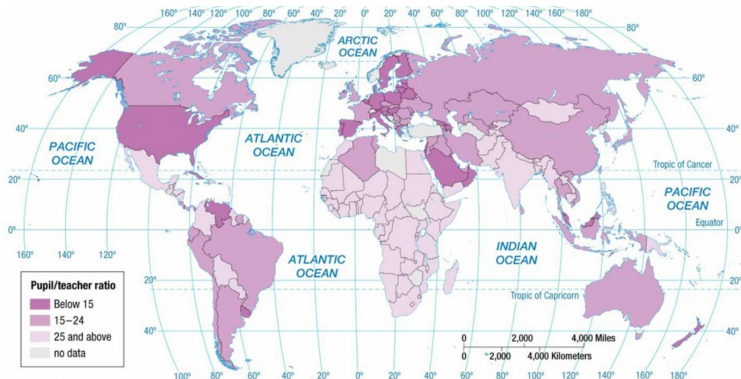 160° 140° 120° 100° 80° 60° 40° 20° 0° 20° 40° 60° 80° 100° 120° 140° 160°
ARCTIC
OCEAN
60°
60°
40°
PACIFIC
OCEAN
ATLANTIC
OCEAN
40°
Tropic of Cancer
20°
20°
PACIFIC
OCEAN
Equator
0°
0°
160° 140° 120°
ATLANTIC
OCEAN
INDIAN
OCEAN
160°
20°
Tropic of Capricorn
Pupil/teacher ratio
Below 15
15–24
25 and above
no data
40°
40°
0 2,000 4,000 Miles
0 2,000 4,000 Kilometers
100° 80° 60° 40° 20° 0° 20° 40° 60° 80° 100° 120° 140°